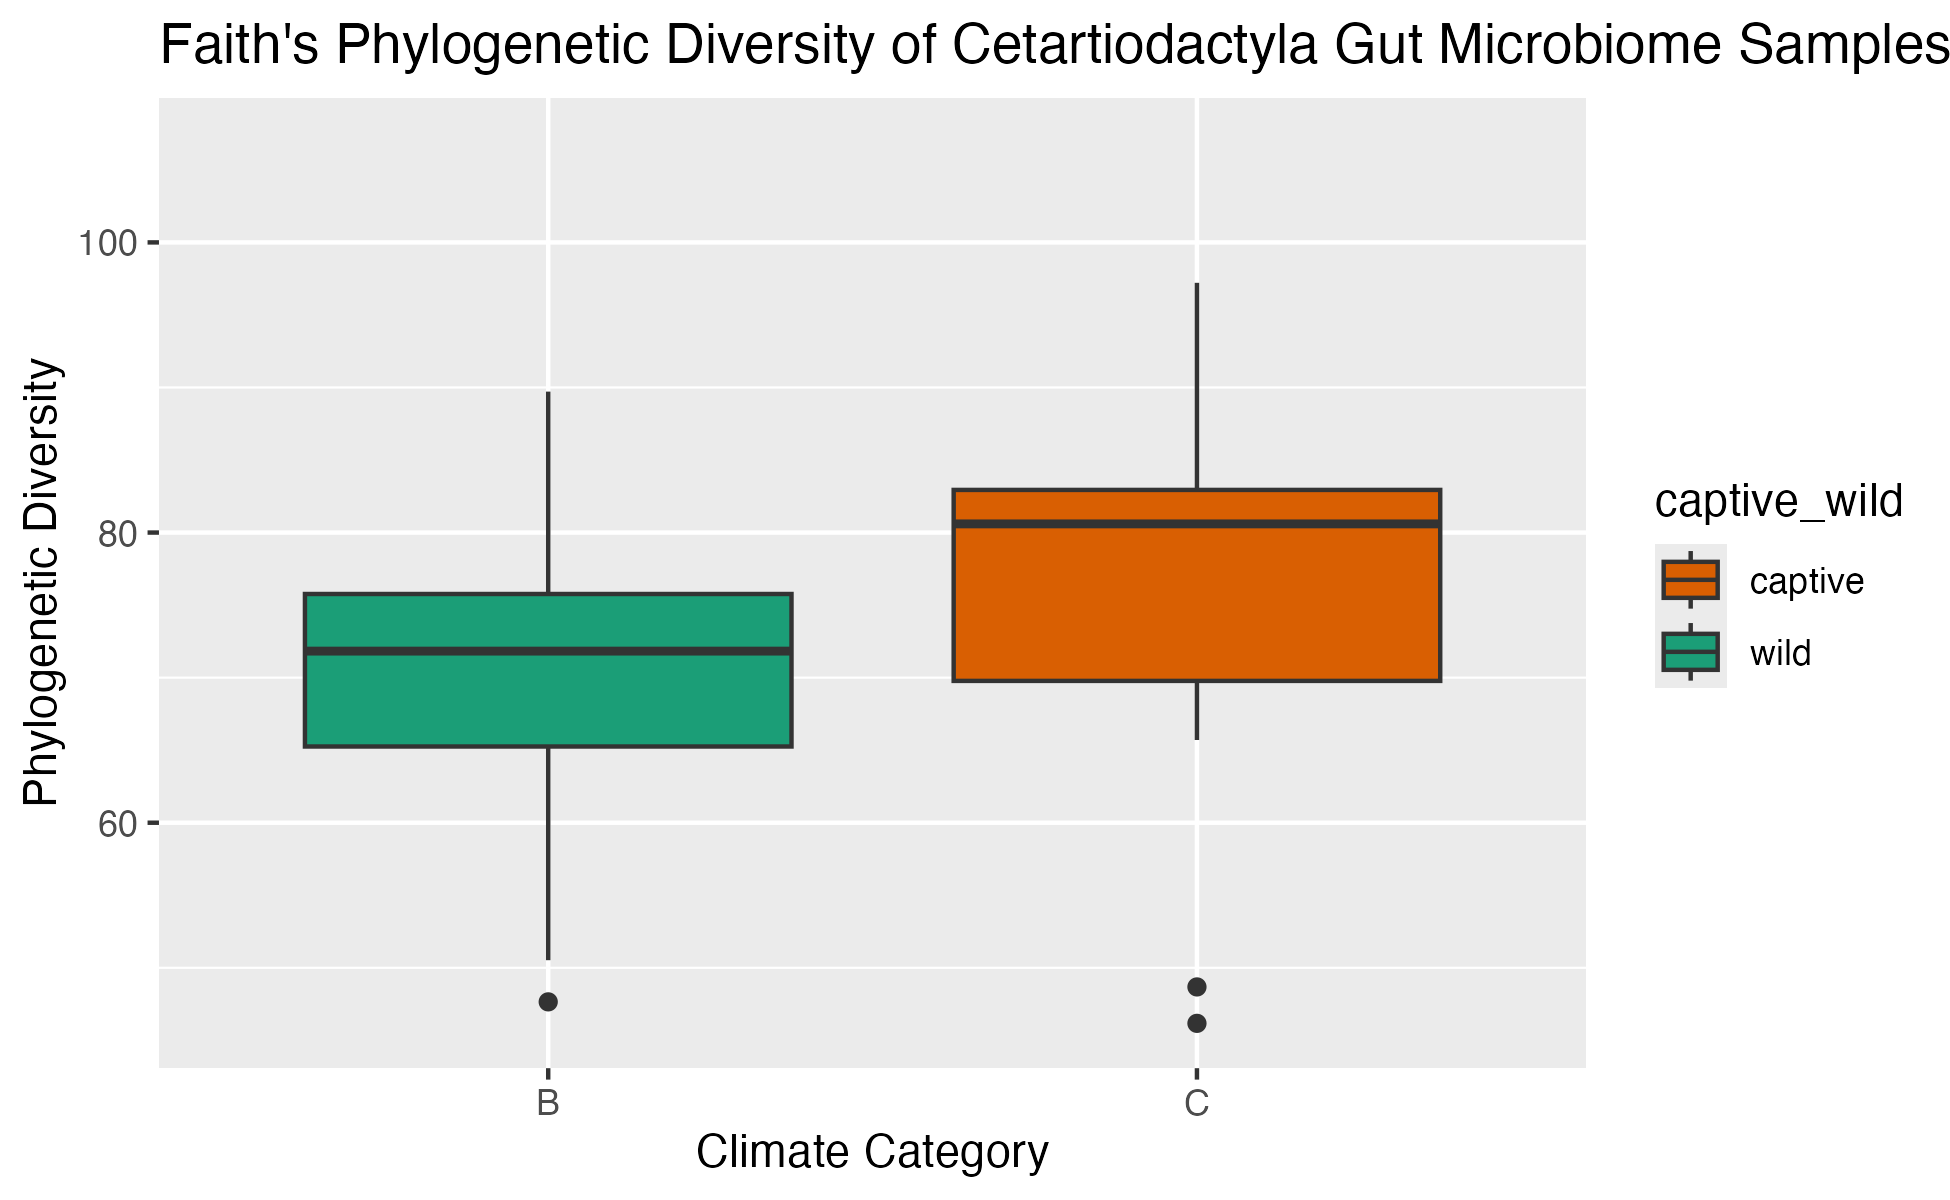 Faith's Phylogenetic Diversity of Cetartiodactyla Gut Microbiome Samples
Phylogenetic Diversity
100
80
60
B
C
Climate Category
captive_wild
captive
wild